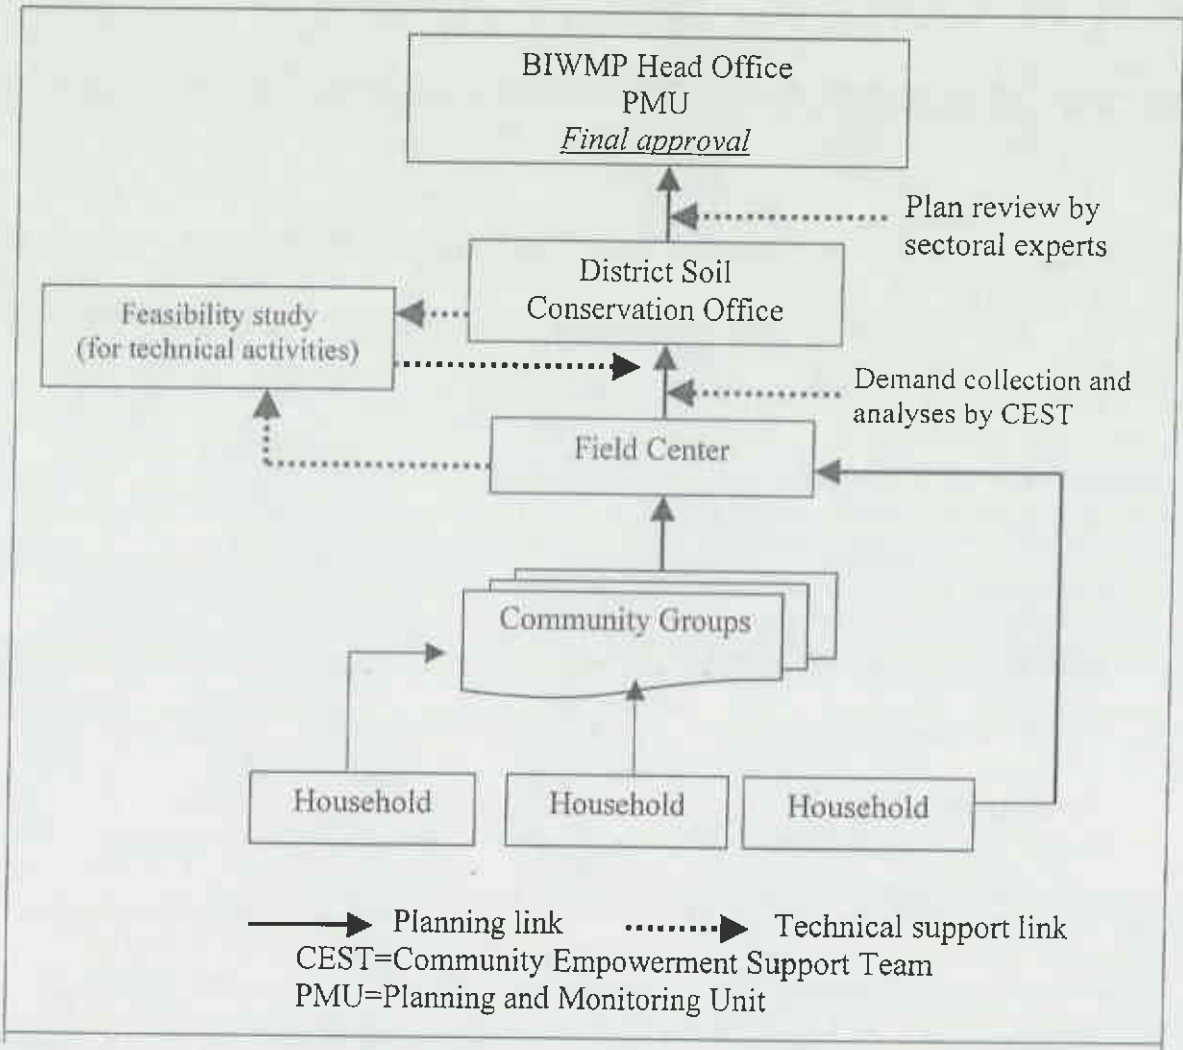 BIWMP Head Office
PMU
Final approval
Plan review by
sectoral experts
District Soil
Conservation Office
Feasibility study
(for technical activities)
Demand collection and
analyses by CEST
Field Center
Community Groups
Household
Household
Household
Planning link
Technical support link
CEST=Community Empowerment Support Team
PMU=Planning and Monitoring Unit